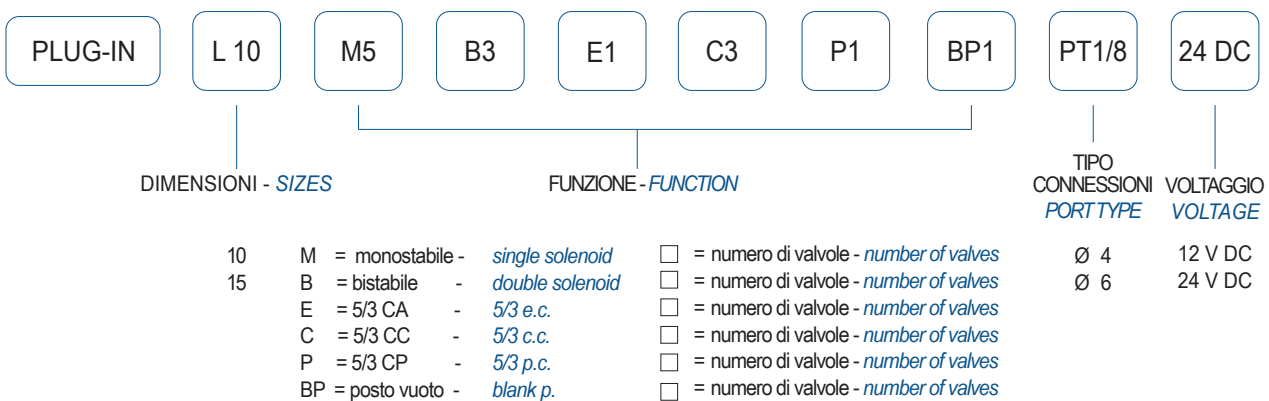 PLUG-IN L 10 M5 B3 E1 C3 P1 BP1 PT1/8 24 DC
DIMENSIONI - SIZES
FUNZIONE - FUNCTION
TIPO
CONNESSIONI
PORT TYPE
VOLTAGGIO
VOLTAGE
10 M = monostabile - single solenoid □ = numero di valvole - number of valves Ø 4 12 V DC
15 B = bistabile - double solenoid □ = numero di valvole - number of valves Ø 6 24 V DC
E = 5/3 CA - 5/3 e.c. □ = numero di valvole - number of valves
C = 5/3 CC - 5/3 c.c. □ = numero di valvole - number of valves
P = 5/3 CP - 5/3 p.c. □ = numero di valvole - number of valves
BP = posto vuoto - blank p. □ = numero di valvole - number of valves